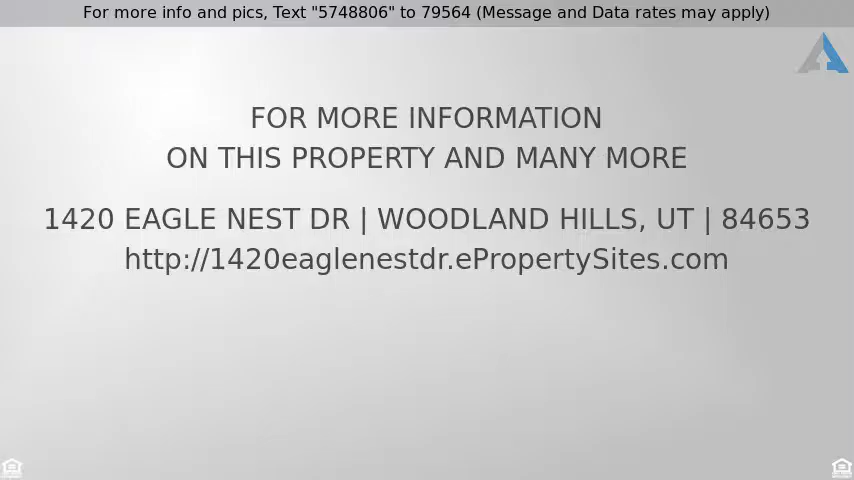 For more info and pics, Text "5748806" to 79564 (Message and Data rates may apply)
FOR MORE INFORMATION
ON THIS PROPERTY AND MANY MORE
1420 EAGLE NEST DR | WOODLAND HILLS, UT | 84653
http://1420eaglenestdr.ePropertySites.com